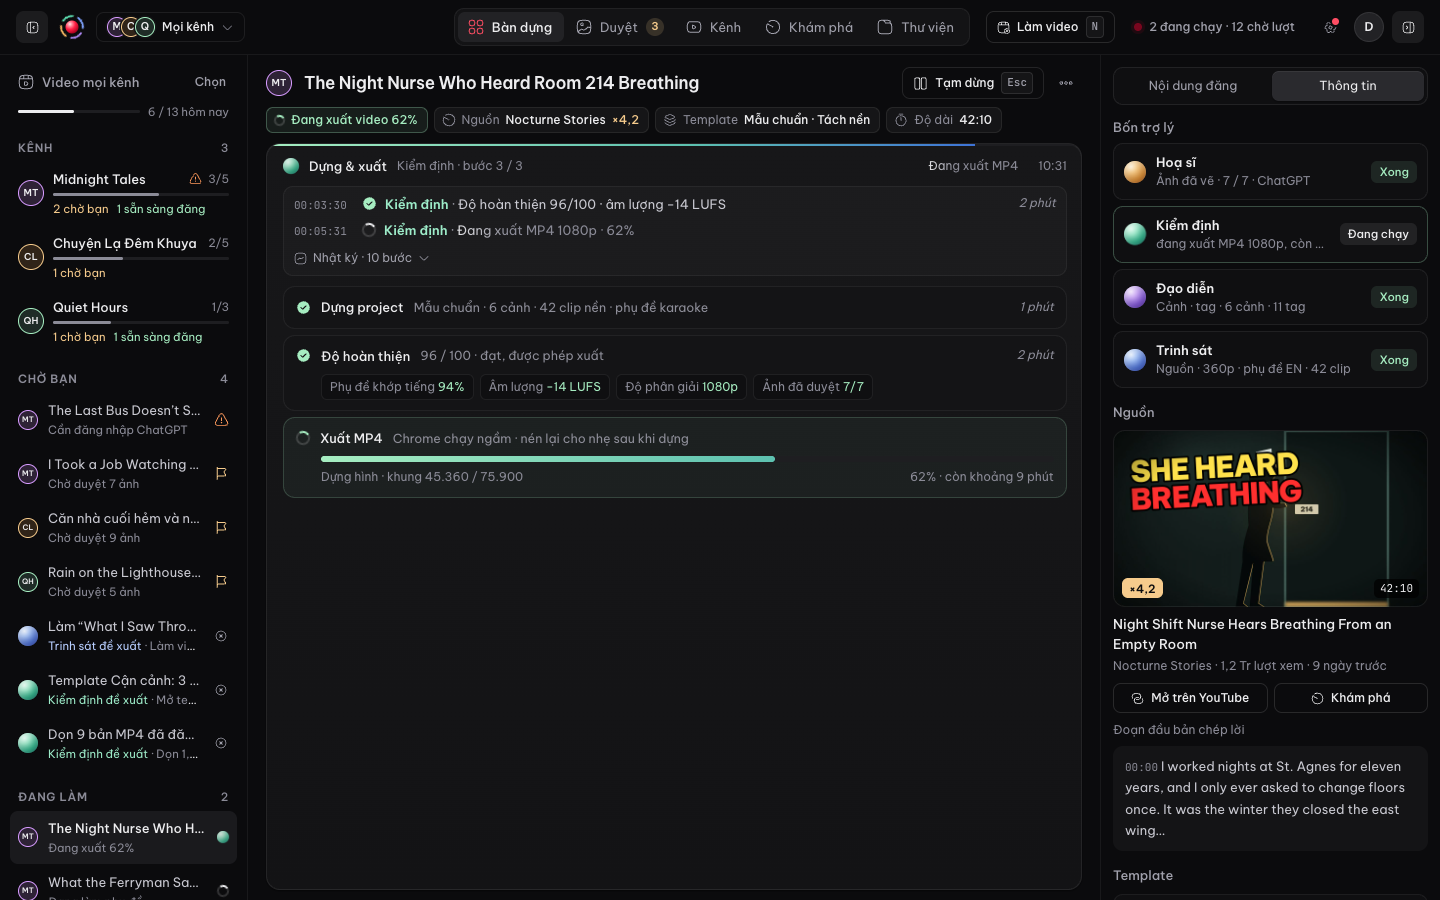 M C Q Mọi kênh
Bàn dựng
Duyệt 3
Kênh
Khám phá
Thư viện
Làm video N
2 đang chạy · 12 chờ lượt
D
Video mọi kênh Chọn
6 / 13 hôm nay
KÊNH 3
MT Midnight Tales 3/5
2 chờ bạn 1 sẵn sàng đăng
CL Chuyện Lạ Đêm Khuya 2/5
1 chờ bạn
QH Quiet Hours 1/3
1 chờ bạn 1 sẵn sàng đăng
CHỜ BẠN 4
MT The Last Bus Doesn't S...
Cần đăng nhập ChatGPT
MT I Took a Job Watching ...
Chờ duyệt 7 ảnh
CL Căn nhà cuối hẻm và n...
Chờ duyệt 9 ảnh
QH Rain on the Lighthouse...
Chờ duyệt 5 ảnh
Làm “What I Saw Thro...
Trinh sát đề xuất · Làm vi...
Template Cận cảnh: 3 ...
Kiểm định đề xuất · Mở te...
Dọn 9 bản MP4 đã đă...
Kiểm định đề xuất · Dọn 1,...
ĐANG LÀM 2
MT The Night Nurse Who H...
Đang xuất 62%
MT What the Ferryman Sa...
MT The Night Nurse Who Heard Room 214 Breathing
Tạm dừng Esc
Đang xuất video 62%
Nguồn Nocturne Stories ×4,2
Template Mẫu chuẩn · Tách nền
Độ dài 42:10
Dựng & xuất Kiểm định · bước 3 / 3 Đang xuất MP4 10:31
00:03:30 Kiểm định · Độ hoàn thiện 96/100 · âm lượng -14 LUFS 2 phút
00:05:31 Kiểm định · Đang xuất MP4 1080p · 62%
Nhật ký · 10 bước
Dựng project Mẫu chuẩn · 6 cảnh · 42 clip nền · phụ đề karaoke 1 phút
Độ hoàn thiện 96 / 100 · đạt, được phép xuất 2 phút
Phụ đề khớp tiếng 94%
Âm lượng -14 LUFS
Độ phân giải 1080p
Ảnh đã duyệt 7/7
Xuất MP4 Chrome chạy ngầm · nén lại cho nhẹ sau khi dựng
Dựng hình · khung 45.360 / 75.900 62% · còn khoảng 9 phút
Nội dung đăng Thông tin
Bốn trợ lý
Hoạ sĩ
Ảnh đã vẽ · 7 / 7 · ChatGPT
Xong
Kiểm định
đang xuất MP4 1080p, còn ...
Đang chạy
Đạo diễn
Cảnh · tag · 6 cảnh · 11 tag
Xong
Trinh sát
Nguồn · 360p · phụ đề EN · 42 clip
Xong
Nguồn
SHE HEARD
BREATHING
214
×4,2 42:10
Night Shift Nurse Hears Breathing From an
Empty Room
Nocturne Stories · 1,2 Tr lượt xem · 9 ngày trước
Mở trên YouTube
Khám phá
Đoạn đầu bản chép lời
00:00 I worked nights at St. Agnes for eleven
years, and I only ever asked to change floors
once. It was the winter they closed the east
wing...
Template